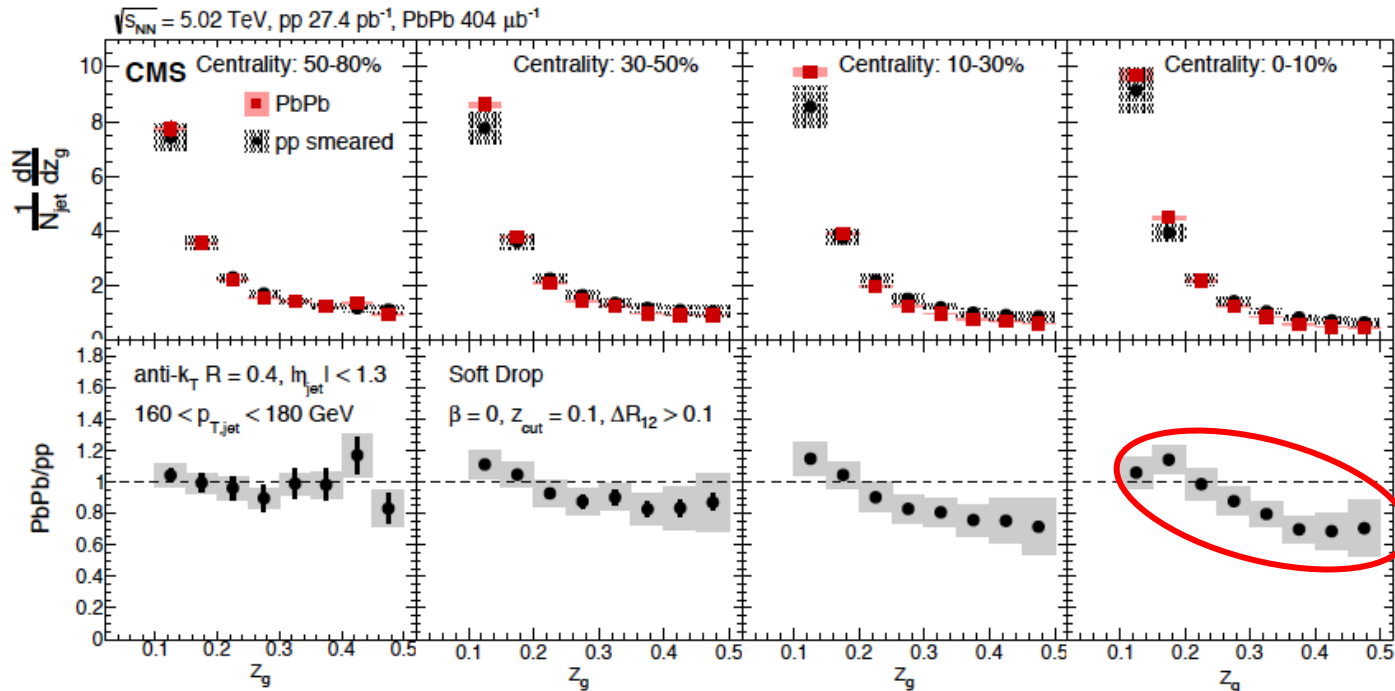 √s_NN = 5.02 TeV, pp 27.4 pb⁻¹, PbPb 404 μb⁻¹
CMS Centrality: 50-80%
PbPb
pp smeared
Centrality: 30-50%
Centrality: 10-30%
Centrality: 0-10%
1/N_jet dN/dz_g
10
8
6
4
2
0
anti-k_T R = 0.4, |η_jet| < 1.3
160 < p_T,jet < 180 GeV
Soft Drop
β = 0, z_cut = 0.1, ΔR_12 > 0.1
PbPb/pp
1.8
1.6
1.4
1.2
1
0.8
0.6
0.4
0.2
0
0.1 0.2 0.3 0.4 0.5 0.1 0.2 0.3 0.4 0.5 0.1 0.2 0.3 0.4 0.5 0.1 0.2 0.3 0.4 0.5
z_g z_g z_g z_g